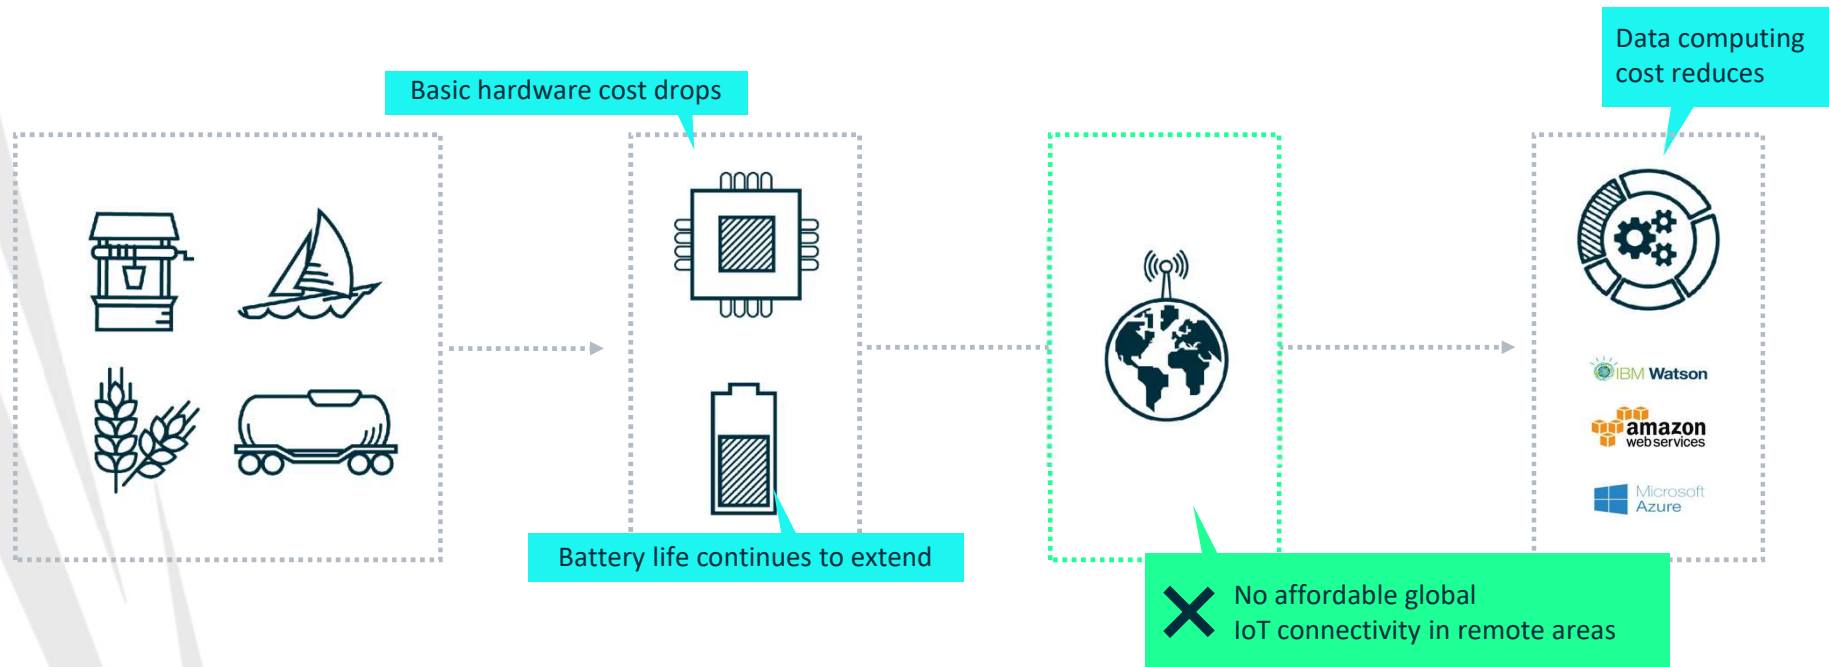 Data computing
cost reduces
Basic hardware cost drops
IBM Watson
amazon
webservices
Microsoft
Azure
Battery life continues to extend
No affordable global
IoT connectivity in remote areas